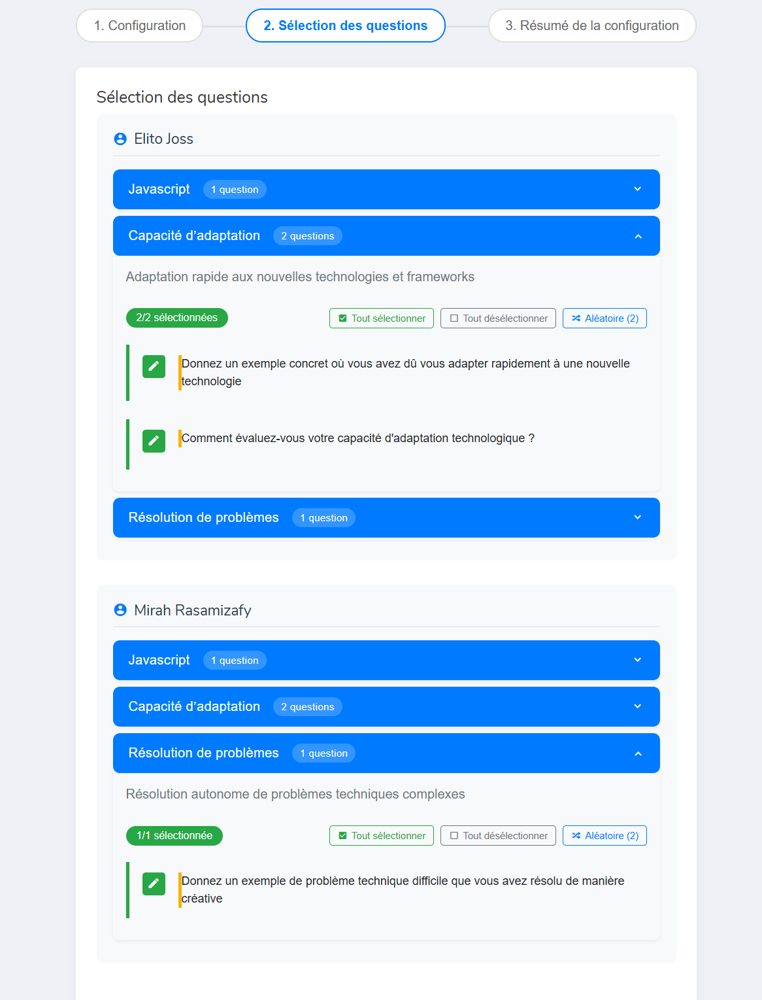 1. Configuration
2. Sélection des questions
3. Résumé de la configuration
Sélection des questions
Elito Joss
Javascript 1 question
Capacité d’adaptation 2 questions
Adaptation rapide aux nouvelles technologies et frameworks
2/2 sélectionnées Tout sélectionner Tout désélectionner Aléatoire (2)
Donnez un exemple concret où vous avez dû vous adapter rapidement à une nouvelle
technologie
Comment évaluez-vous votre capacité d'adaptation technologique ?
Résolution de problèmes 1 question
Mirah Rasamizafy
Javascript 1 question
Capacité d’adaptation 2 questions
Résolution de problèmes 1 question
Résolution autonome de problèmes techniques complexes
1/1 sélectionnée Tout sélectionner Tout désélectionner Aléatoire (2)
Donnez un exemple de problème technique difficile que vous avez résolu de manière
créative